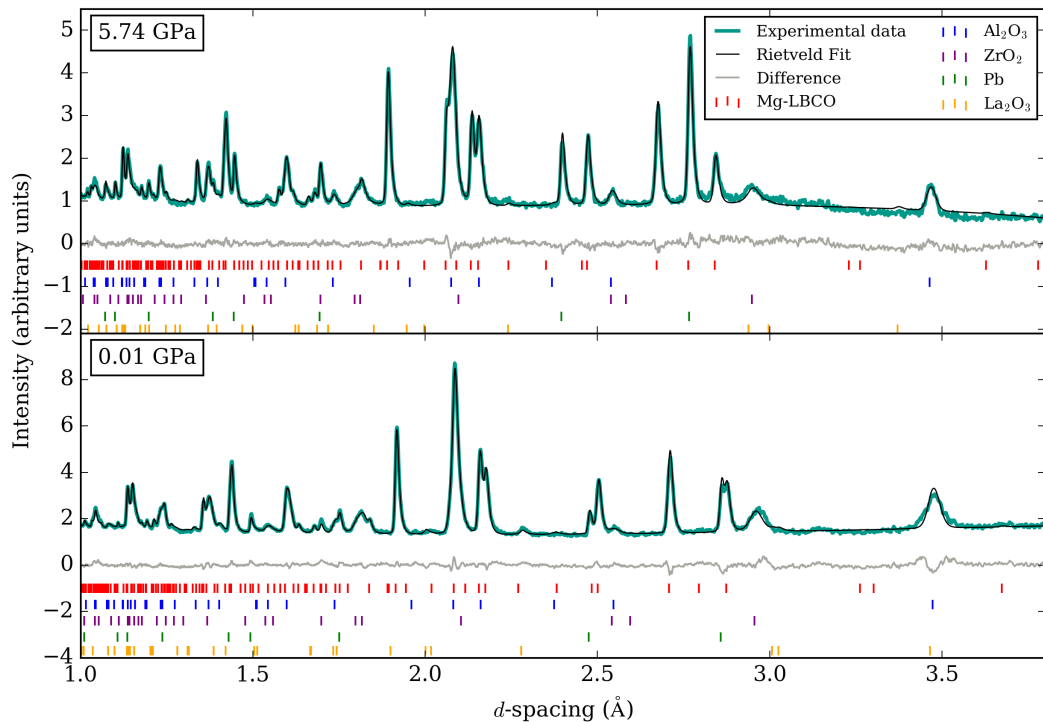 5.74 GPa
Experimental data
Rietveld Fit
Difference
Mg-LBCO
Al₂O₃
ZrO₂
Pb
La₂O₃
5
4
3
2
1
0
−1
−2
0.01 GPa
8
6
4
2
0
−2
−4
Intensity (arbitrary units)
1.0 1.5 2.0 2.5 3.0 3.5
d-spacing (Å)